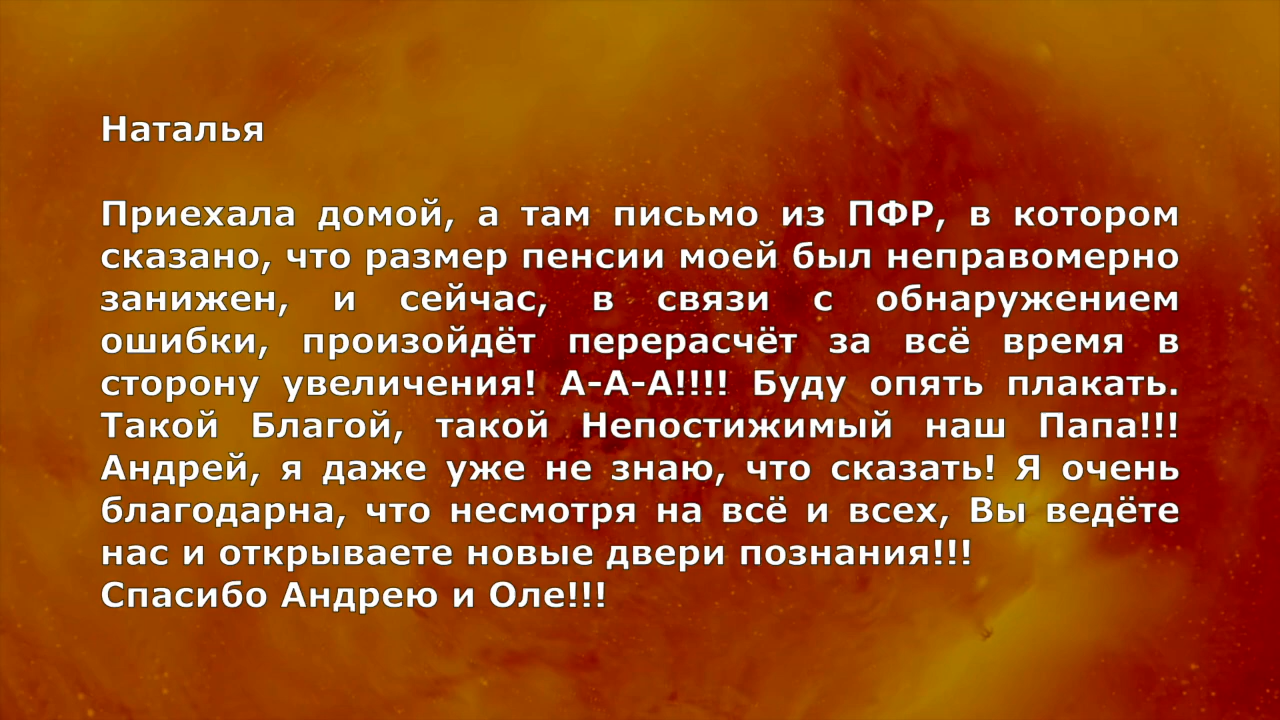 Наталья
Приехала домой, а там письмо из ПФР, в котором
сказано, что размер пенсии моей был неправомерно
занижен, и сейчас, в связи с обнаружением
ошибки, произойдёт перерасчёт за всё время в
сторону увеличения! А-А-А!!!! Буду опять плакать.
Такой Благой, такой Непостижимый наш Папа!!!
Андрей, я даже уже не знаю, что сказать! Я очень
благодарна, что несмотря на всё и всех, Вы ведёте
нас и открываете новые двери познания!!!
Спасибо Андрею и Оле!!!